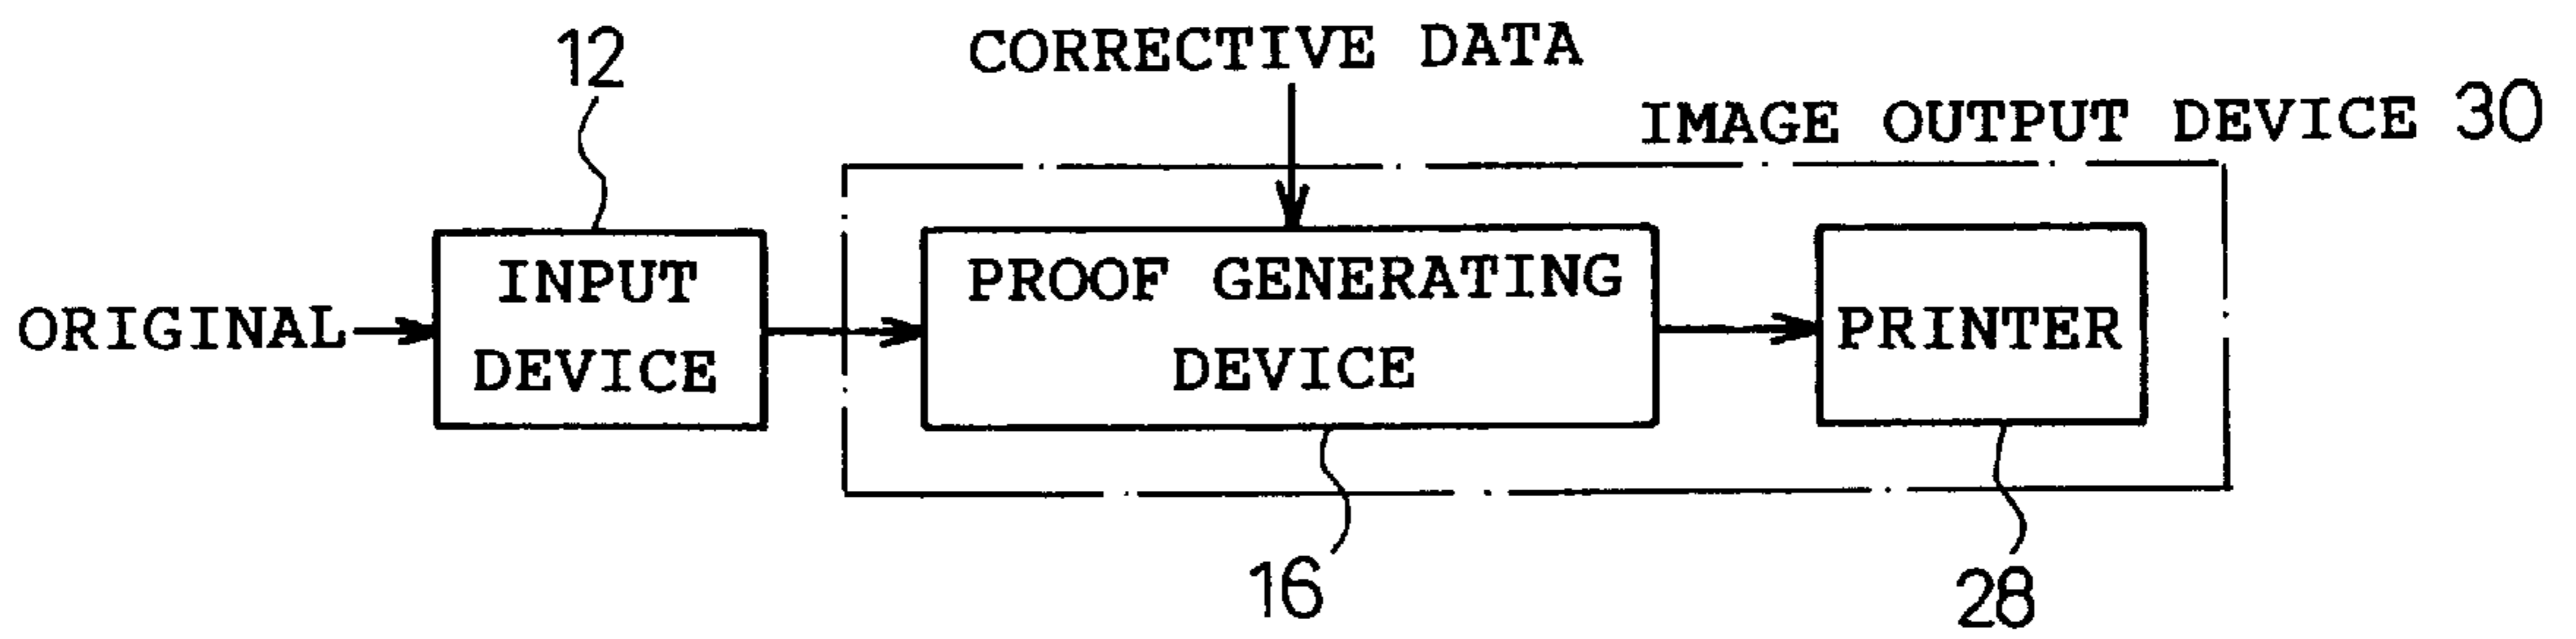 12
CORRECTIVE DATA
IMAGE OUTPUT DEVICE 30
ORIGINAL
INPUT
DEVICE
PROOF GENERATING
DEVICE
PRINTER
16
28